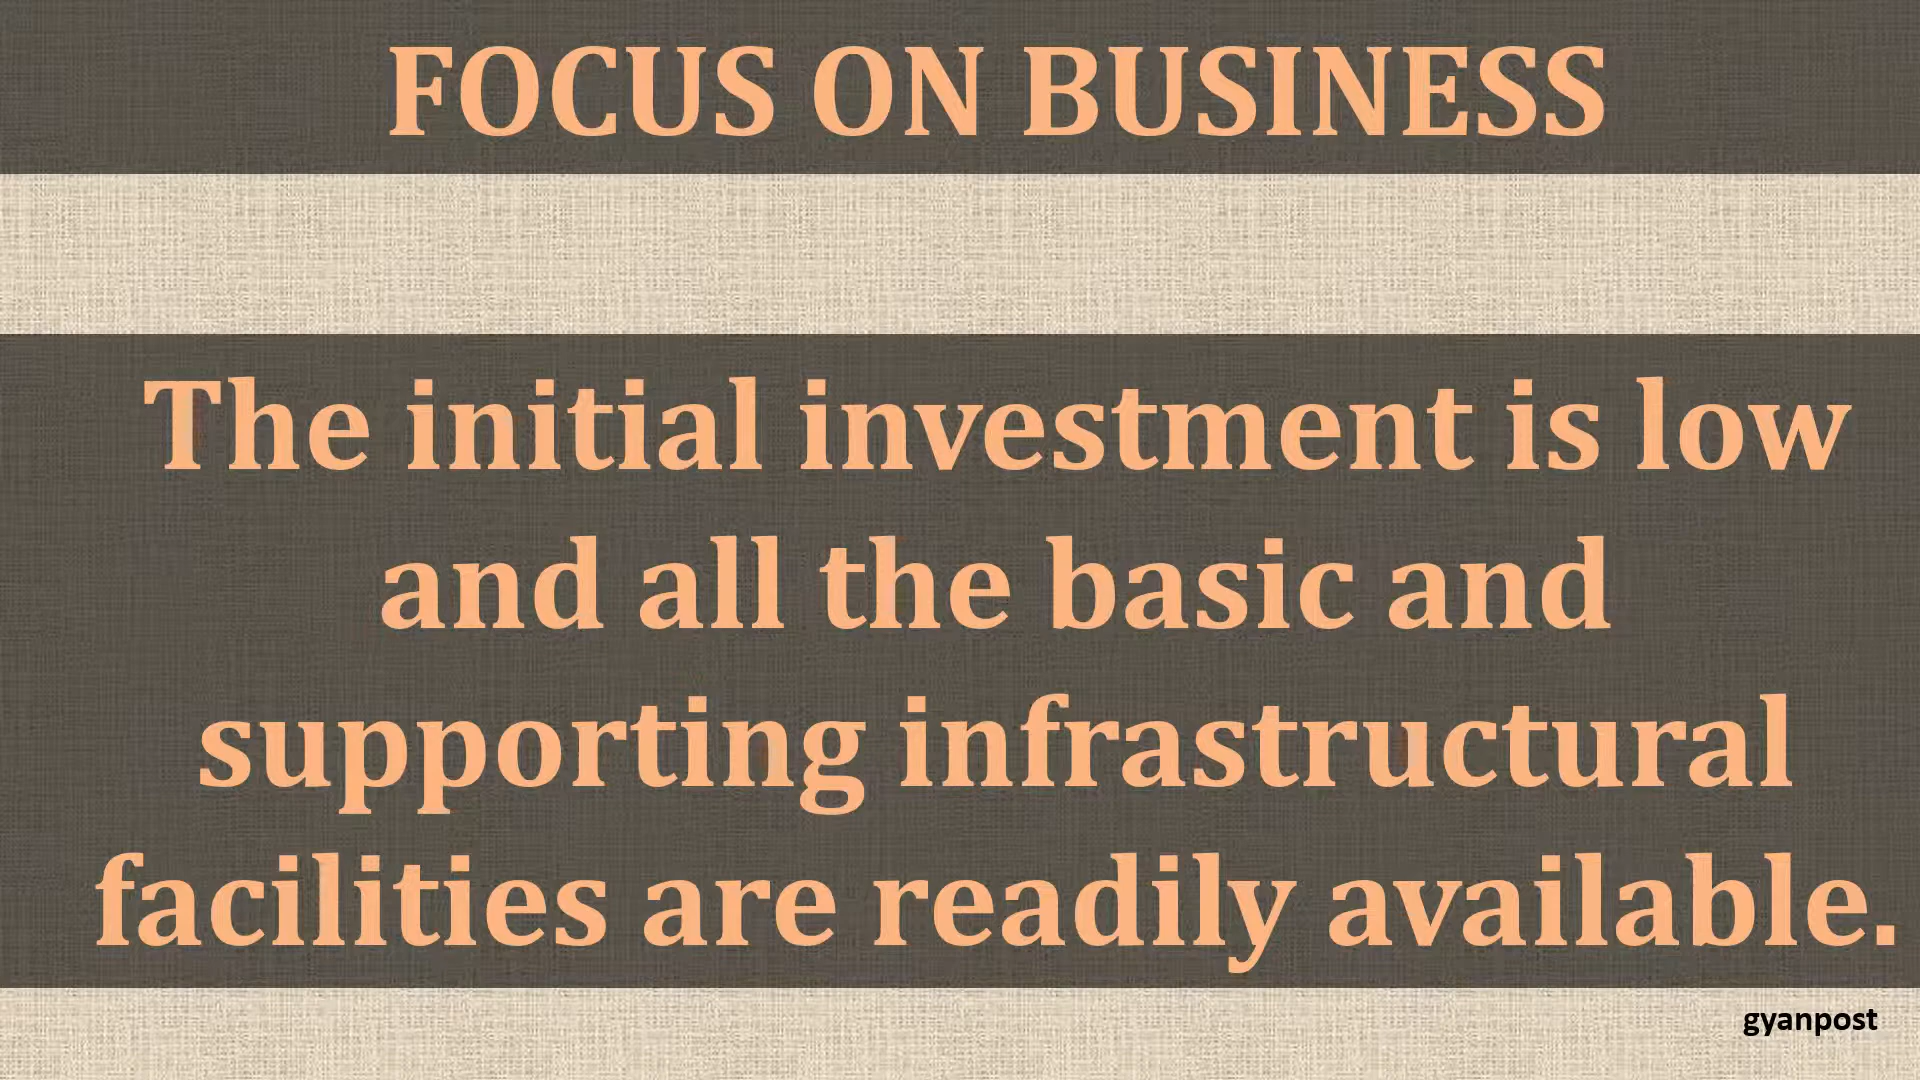 FOCUS ON BUSINESS
The initial investment is low
and all the basic and
supporting infrastructural
facilities are readily available.
gyanpost